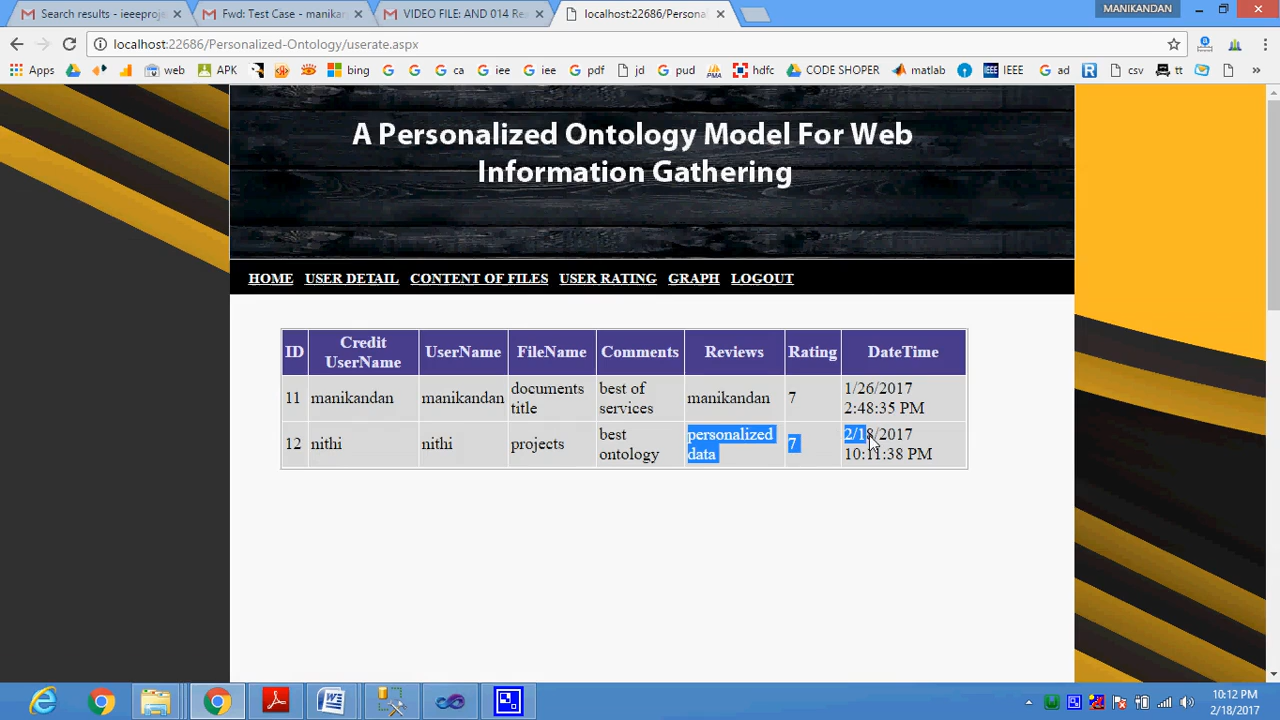 Search results - ieeeproje
Fwd: Test Case - manikan
VIDEO FILE: AND 014 Re
localhost:22686/Persona
MANIKANDAN
localhost:22686/Personalized-Ontology/userate.aspx
Apps web APK bing ca iee iee pdf jd pud hdfc CODE SHOPER matlab IEEE ad csv tt
A Personalized Ontology Model For Web
Information Gathering
HOME USER DETAIL CONTENT OF FILES USER RATING GRAPH LOGOUT
ID Credit UserName UserName FileName Comments Reviews Rating DateTime
11 manikandan manikandan documents title best of services manikandan 7 1/26/2017 2:48:35 PM
12 nithi nithi projects best ontology personalized data 7 2/18/2017 10:11:38 PM
10:12 PM
2/18/2017